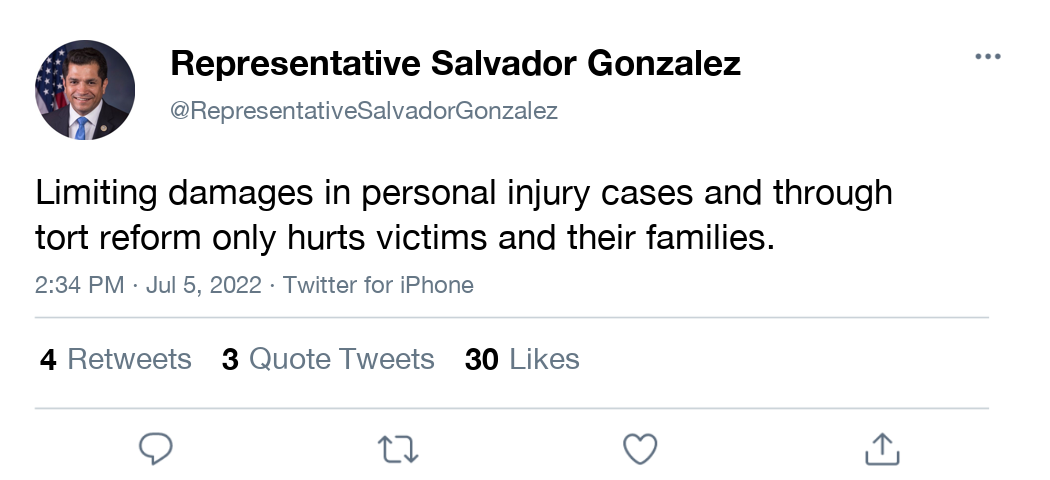 Representative Salvador Gonzalez
@RepresentativeSalvadorGonzalez
Limiting damages in personal injury cases and through
tort reform only hurts victims and their families.
2:34 PM · Jul 5, 2022 · Twitter for iPhone
4 Retweets 3 Quote Tweets 30 Likes